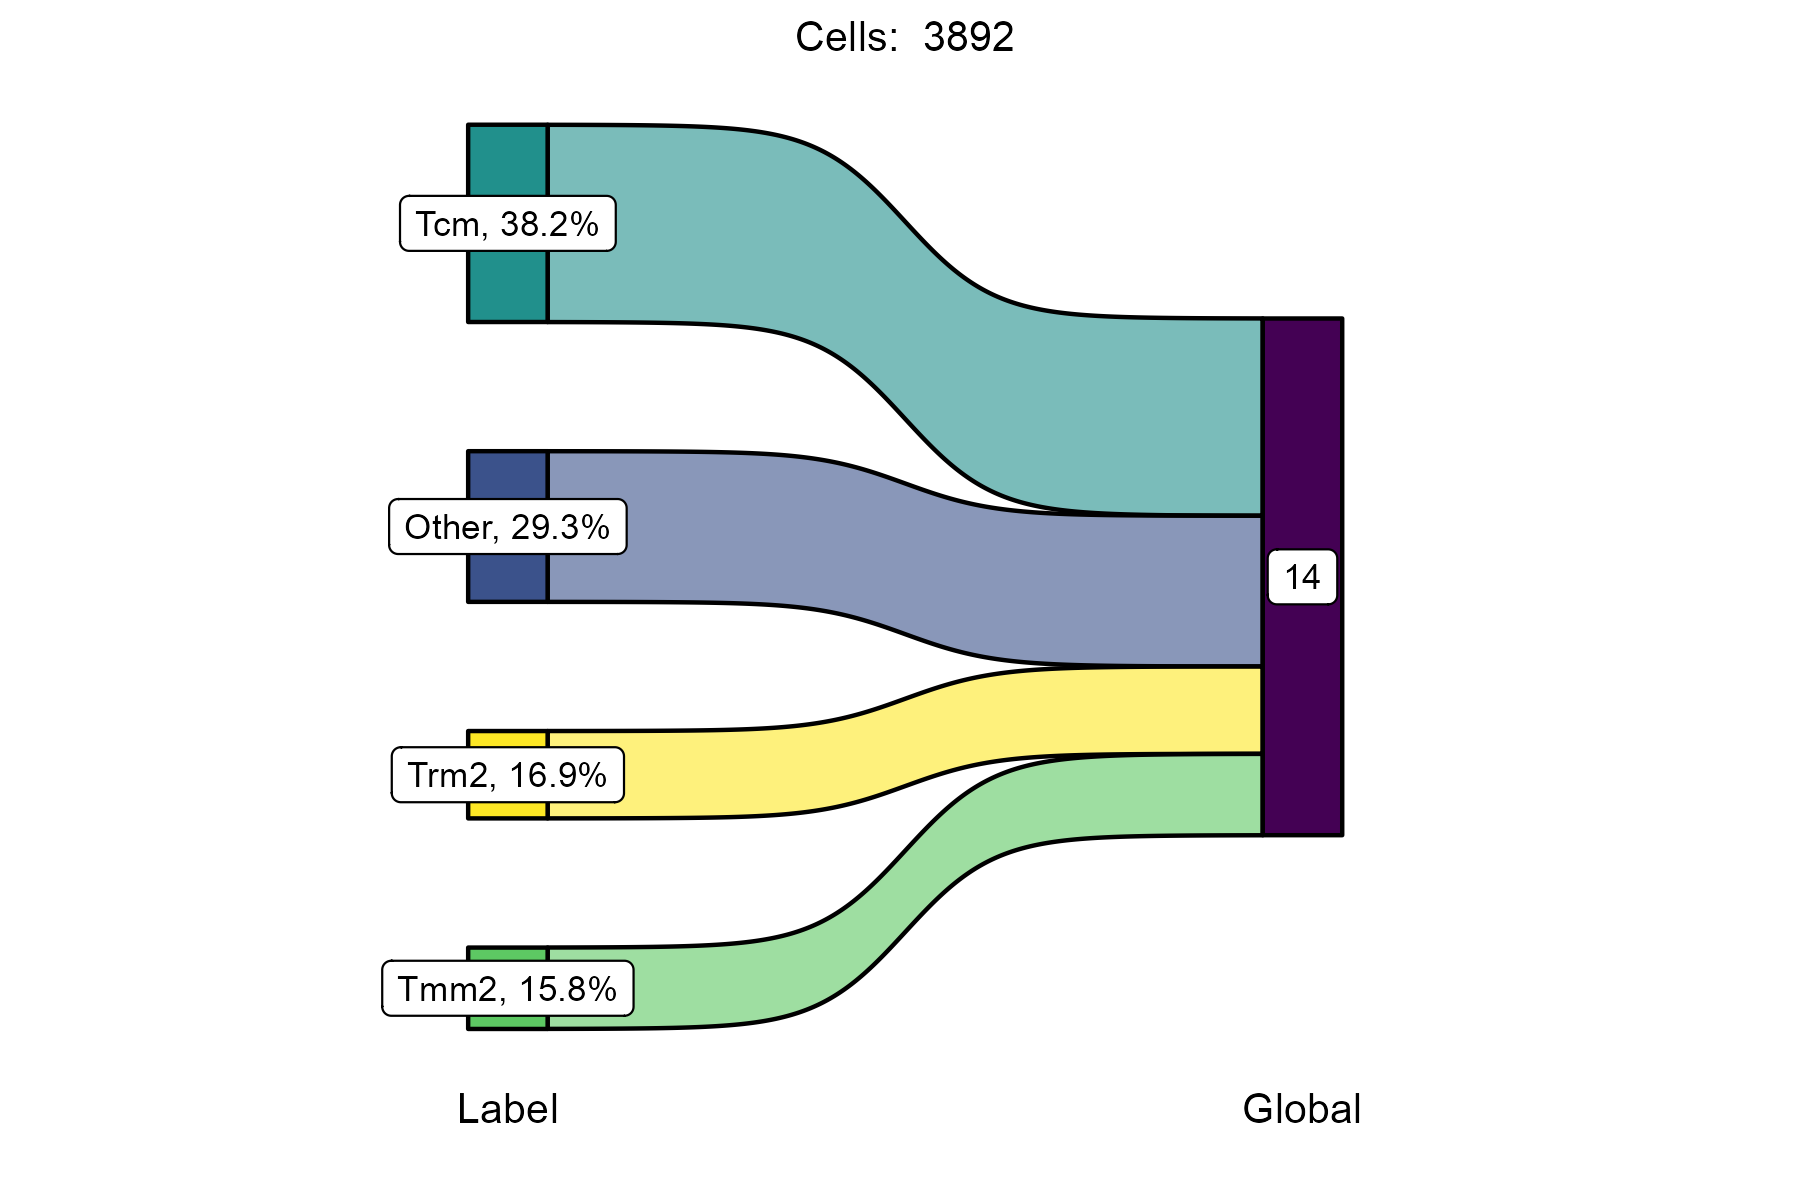 Cells:  3892
Tcm, 38.2%
Other, 29.3%
14
Trm2, 16.9%
Tmm2, 15.8%
Label
Global